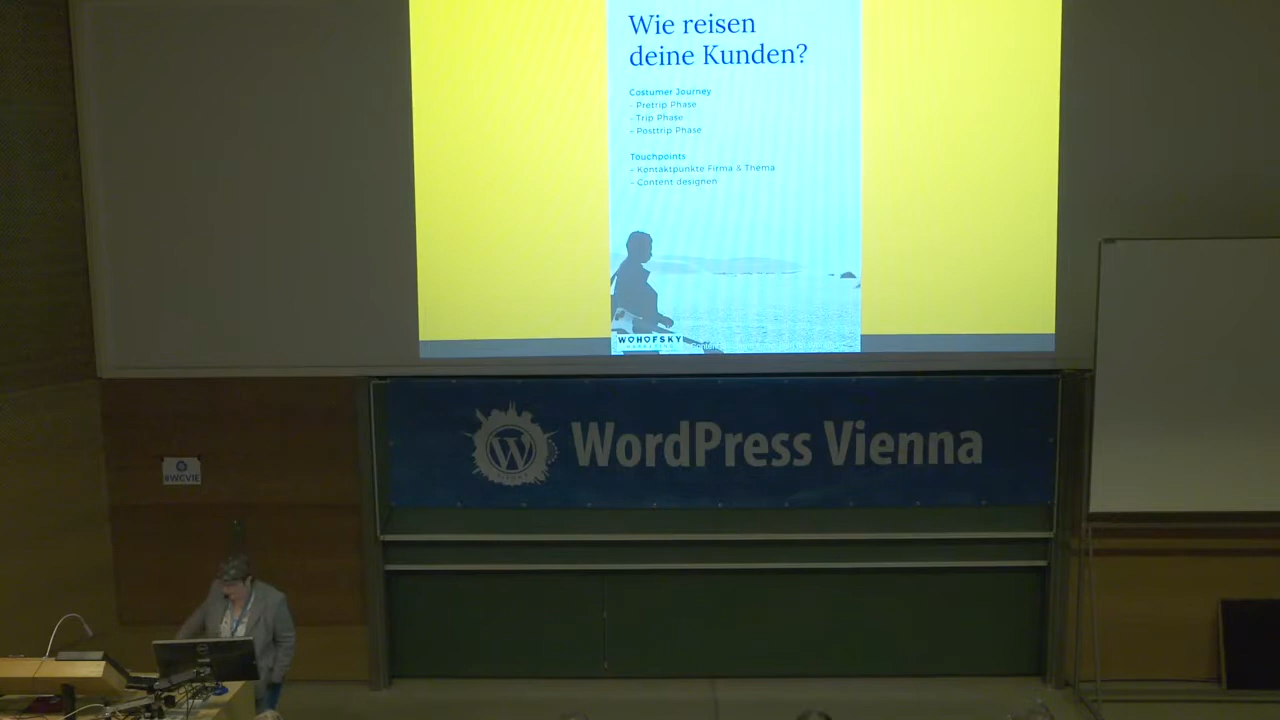 Wie reisen
deine Kunden?
Costumer Journey
- Pretrip Phase
- Trip Phase
- Posttrip Phase
Touchpoints
- Kontaktpunkte Firma & Thema
- Content designen
WOHOFSKY
MARKETING
WordPress Vienna
#WCVIE